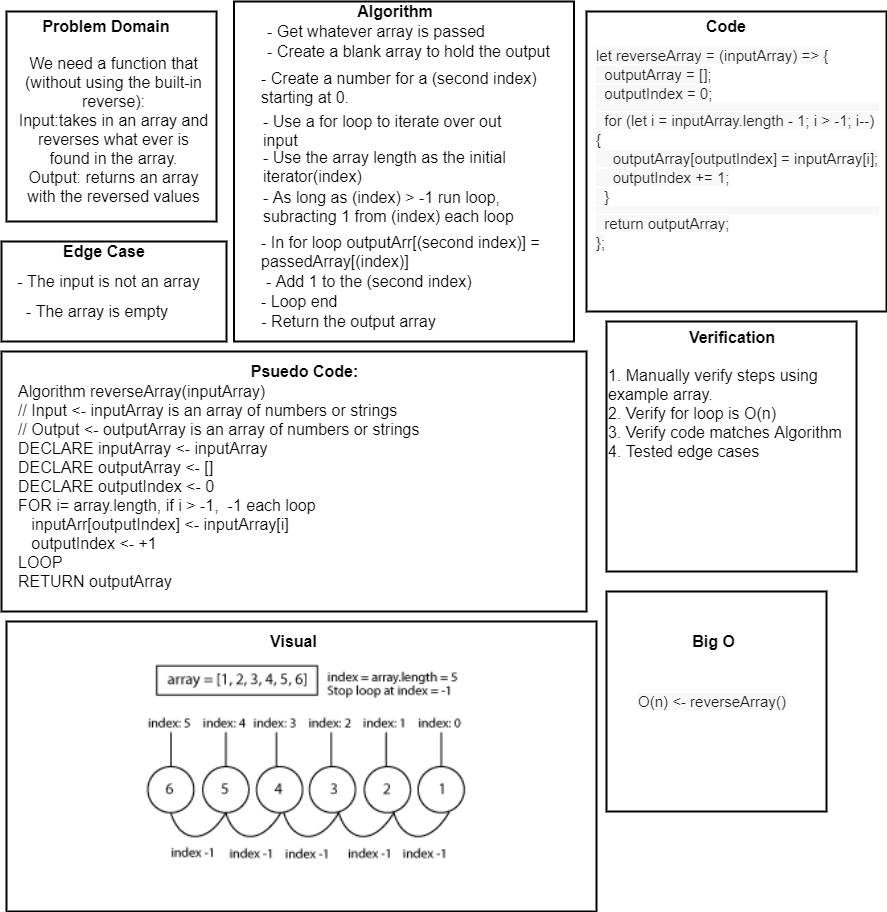 Problem Domain
We need a function that
(without using the built-in
reverse):
Input:takes in an array and
reverses what ever is
found in the array.
Output: returns an array
with the reversed values
Algorithm
- Get whatever array is passed
- Create a blank array to hold the output
- Create a number for a (second index)
starting at 0.
- Use a for loop to iterate over out
input
- Use the array length as the initial
iterator(index)
- As long as (index) > -1 run loop,
subracting 1 from (index) each loop
- In for loop outputArr[(second index)] =
passedArray[(index)]
- Add 1 to the (second index)
- Loop end
- Return the output array
Code
let reverseArray = (inputArray) => {
outputArray = [];
outputIndex = 0;
for (let i = inputArray.length - 1; i > -1; i--)
{
outputArray[outputIndex] = inputArray[i];
outputIndex += 1;
}
return outputArray;
};
Edge Case
- The input is not an array
- The array is empty
Verification
1. Manually verify steps using
example array.
2. Verify for loop is O(n)
3. Verify code matches Algorithm
4. Tested edge cases
Psuedo Code:
Algorithm reverseArray(inputArray)
// Input <- inputArray is an array of numbers or strings
// Output <- outputArray is an array of numbers or strings
DECLARE inputArray <- inputArray
DECLARE outputArray <- []
DECLARE outputIndex <- 0
FOR i= array.length, if i > -1, -1 each loop
inputArr[outputIndex] <- inputArray[i]
outputIndex <- +1
LOOP
RETURN outputArray
Big O
O(n) <- reverseArray()
Visual
array = [1, 2, 3, 4, 5, 6]
index = array.length = 5
Stop loop at index = -1
index: 5 index: 4 index: 3 index: 2 index: 1 index: 0
6 5 4 3 2 1
index -1 index -1 index -1 index -1 index -1